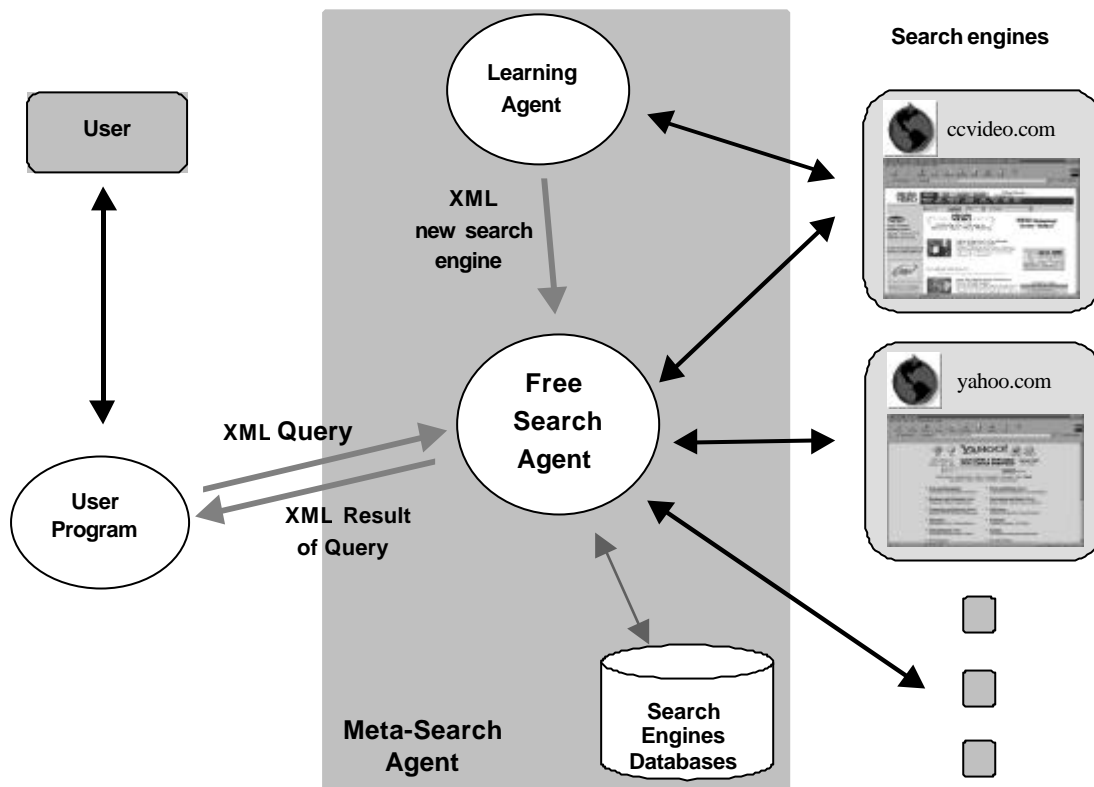 Search engines
Learning
Agent
User
ccvideo.com
XML
new search
engine
yahoo.com
YAHOO!
Free
Search
Agent
XML Query
User
Program
XML Result
of Query
Search
Engines
Databases
Meta-Search
Agent